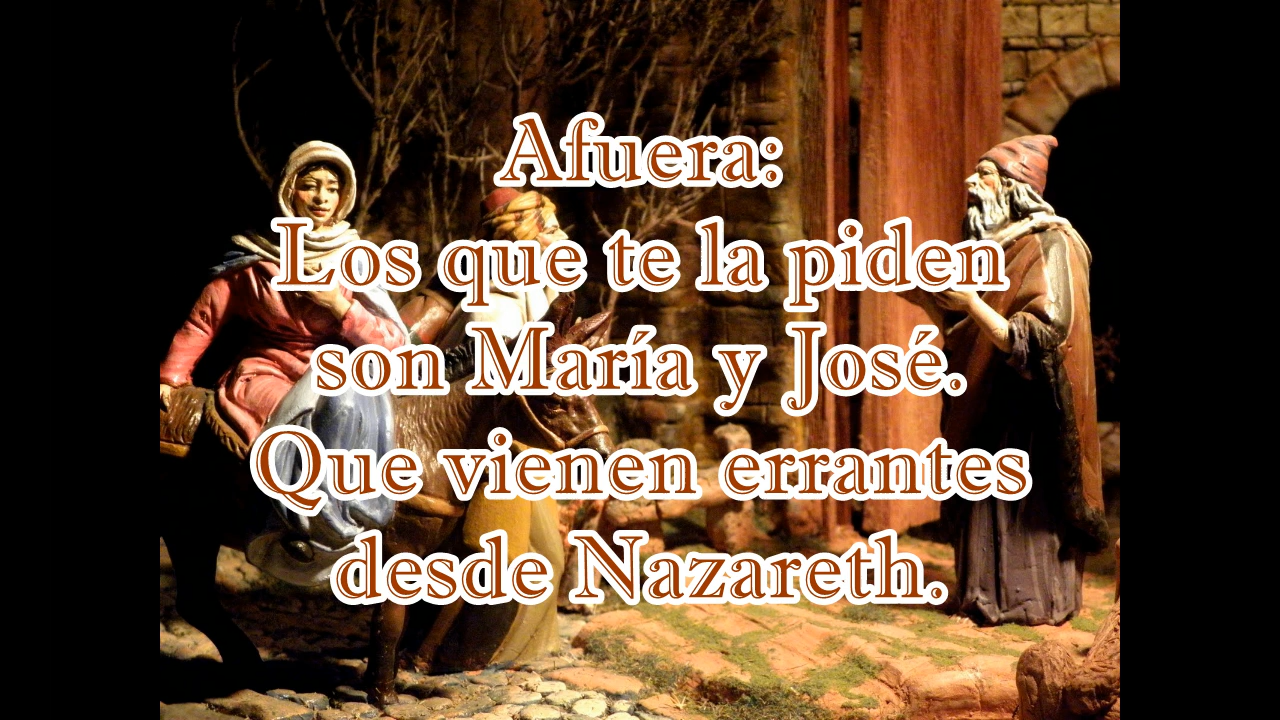 Afuera:
Los que te la piden
son María y José.
Que vienen errantes
desde Nazareth.